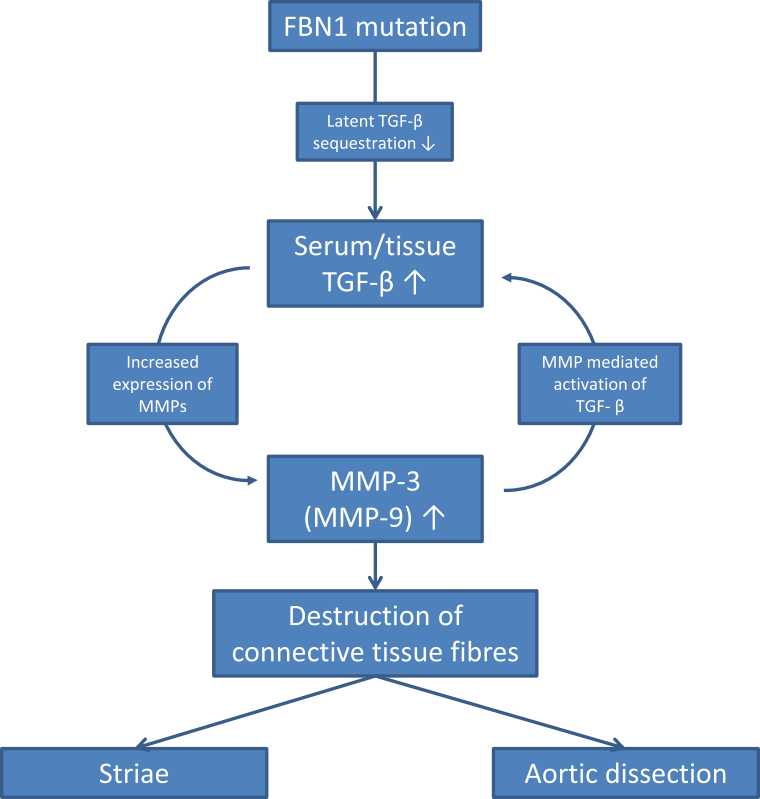 FBN1 mutation
Latent TGF-β
sequestration ↓
Serum/tissue
TGF-β ↑
Increased
expression of
MMPs
MMP mediated
activation of
TGF- β
MMP-3
(MMP-9) ↑
Destruction of
connective tissue fibres
Striae
Aortic dissection